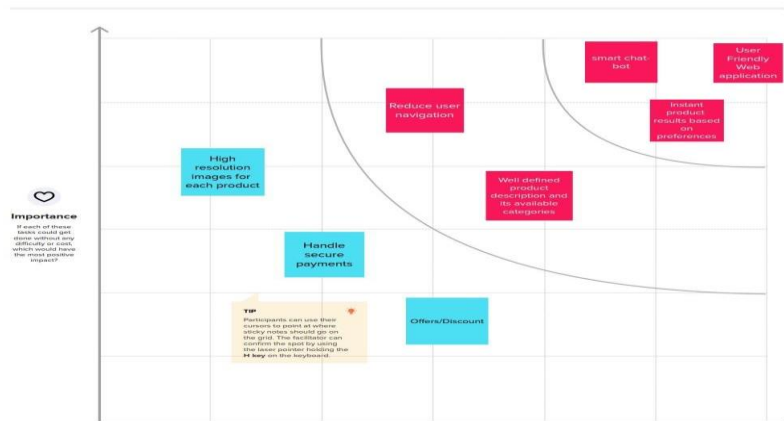 smart chat-
bot
User
Friendly
Web
application
Reduce user
navigation
Instant
product
results based
on
preferences
High
resolution
images for
each product
Well defined
product
description and
its available
categories
Importance
If each of these
tasks could get
done without any
difficulty or cost,
which would have
the most positive
impact?
Handle
secure
payments
TIP
Participants can use their
cursors to point at where
sticky notes should go on
the grid. The facilitator can
confirm the spot by using
the laser pointer holding the
H key on the keyboard.
Offers/Discount